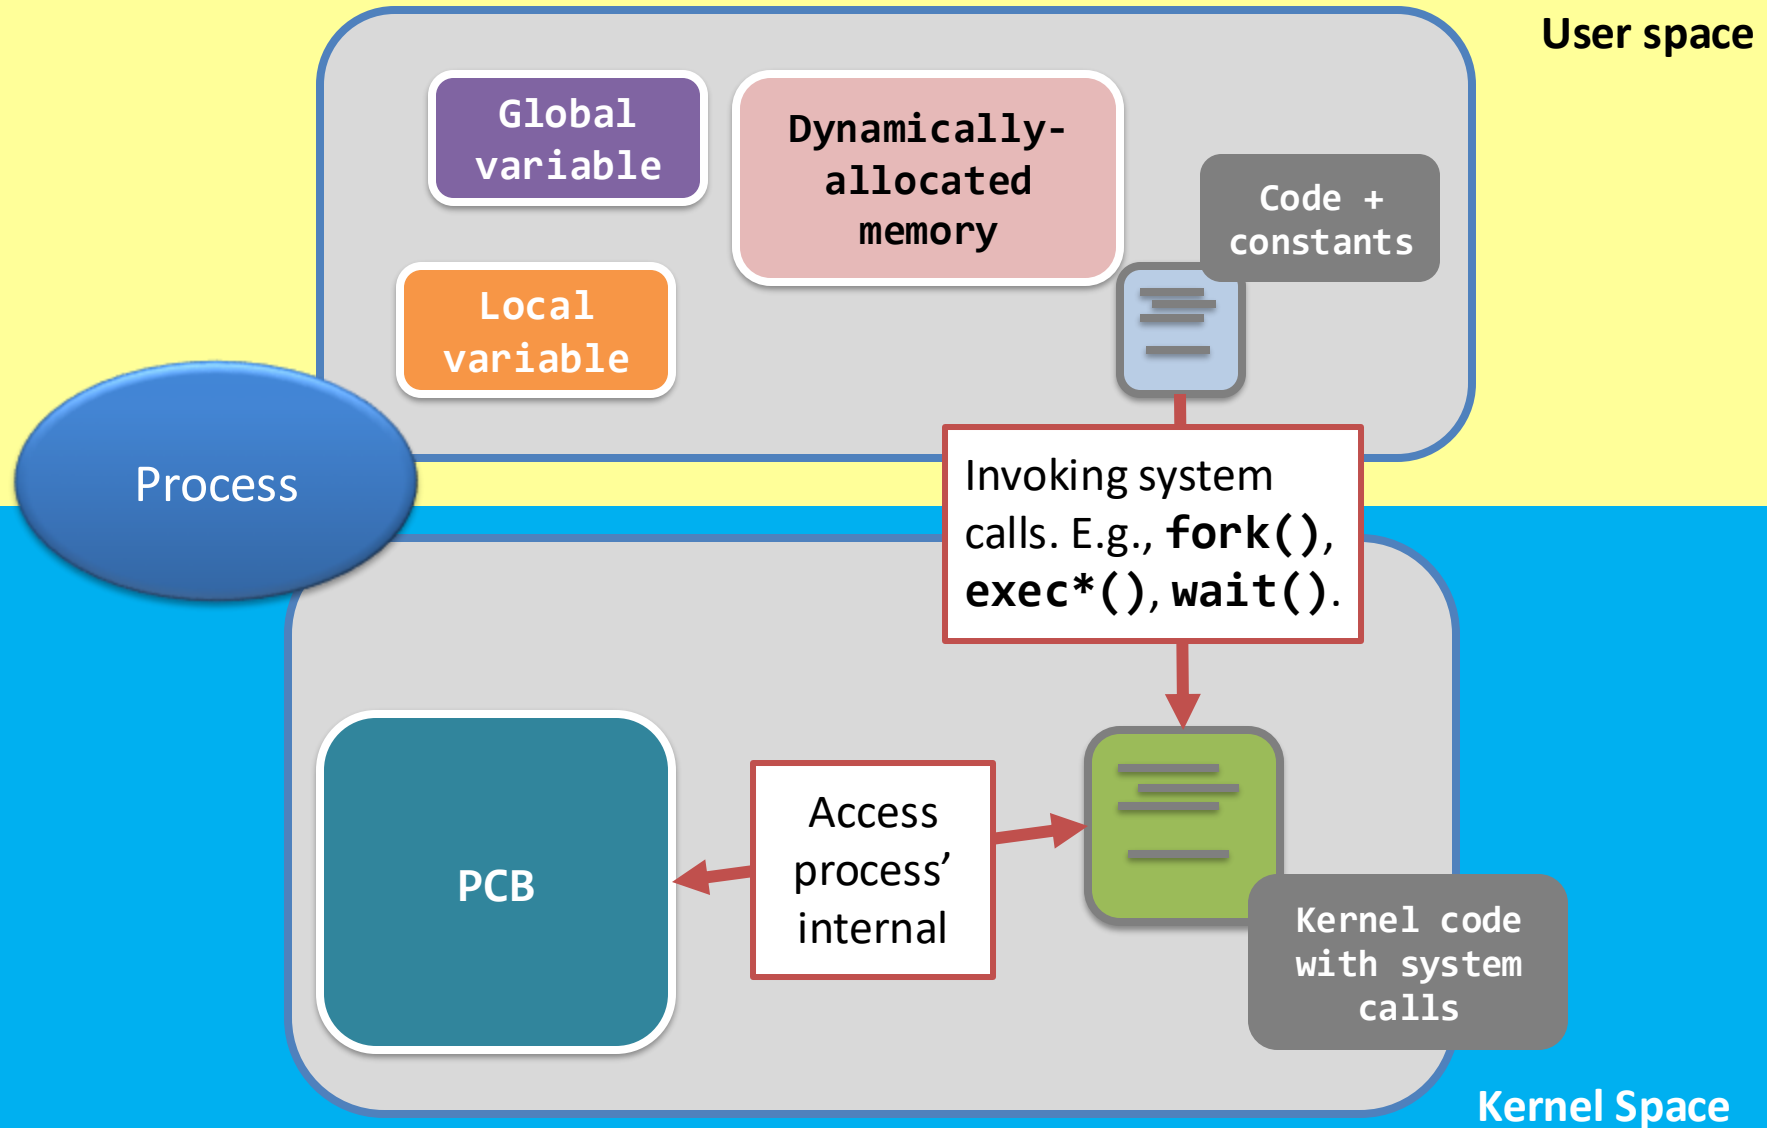 User space
Global
variable
Dynamically-
allocated
memory
Code +
constants
Local
variable
Process
Invoking system
calls. E.g., fork(),
exec*(), wait().
PCB
Access
process’
internal
Kernel code
with system
calls
Kernel Space